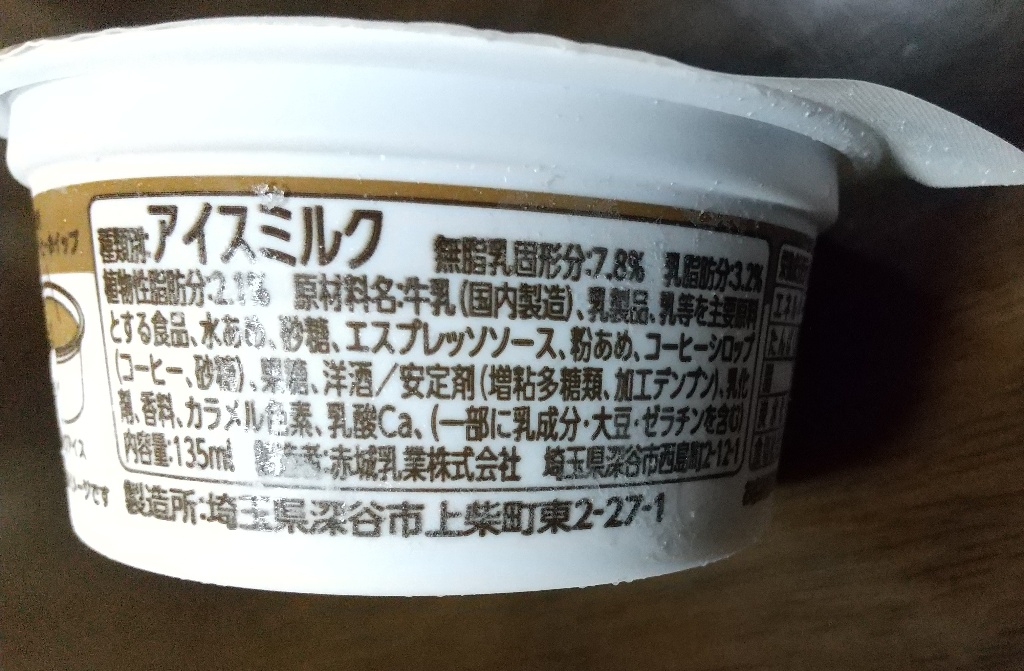 種類別:アイスミルク 無脂乳固形分:7.8% 乳脂肪分:3.2%
植物性脂肪分:2.1% 原材料名:牛乳(国内製造)、乳製品、乳等を主要原料
とする食品、水あめ、砂糖、エスプレッソソース、粉あめ、コーヒーシロップ
(コーヒー、砂糖)、果糖、洋酒/安定剤(増粘多糖類、加工デンプン)、乳化
剤、香料、カラメル色素、乳酸Ca、(一部に乳成分・大豆・ゼラチンを含む)
内容量:135ml 製造者:赤城乳業株式会社 埼玉県深谷市西島町2-12-1
製造所:埼玉県深谷市上柴町東2-27-1